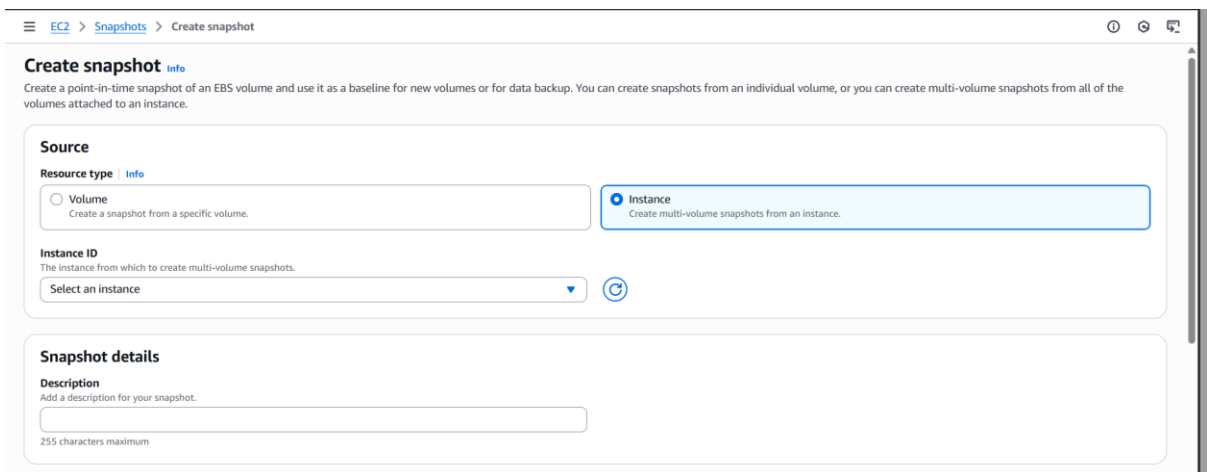 EC2 > Snapshots > Create snapshot
Create snapshot Info
Create a point-in-time snapshot of an EBS volume and use it as a baseline for new volumes or for data backup. You can create snapshots from an individual volume, or you can create multi-volume snapshots from all of the
volumes attached to an instance.
Source
Resource type Info
Volume
Create a snapshot from a specific volume.
Instance
Create multi-volume snapshots from an instance.
Instance ID
The instance from which to create multi-volume snapshots.
Select an instance
Snapshot details
Description
Add a description for your snapshot.
255 characters maximum